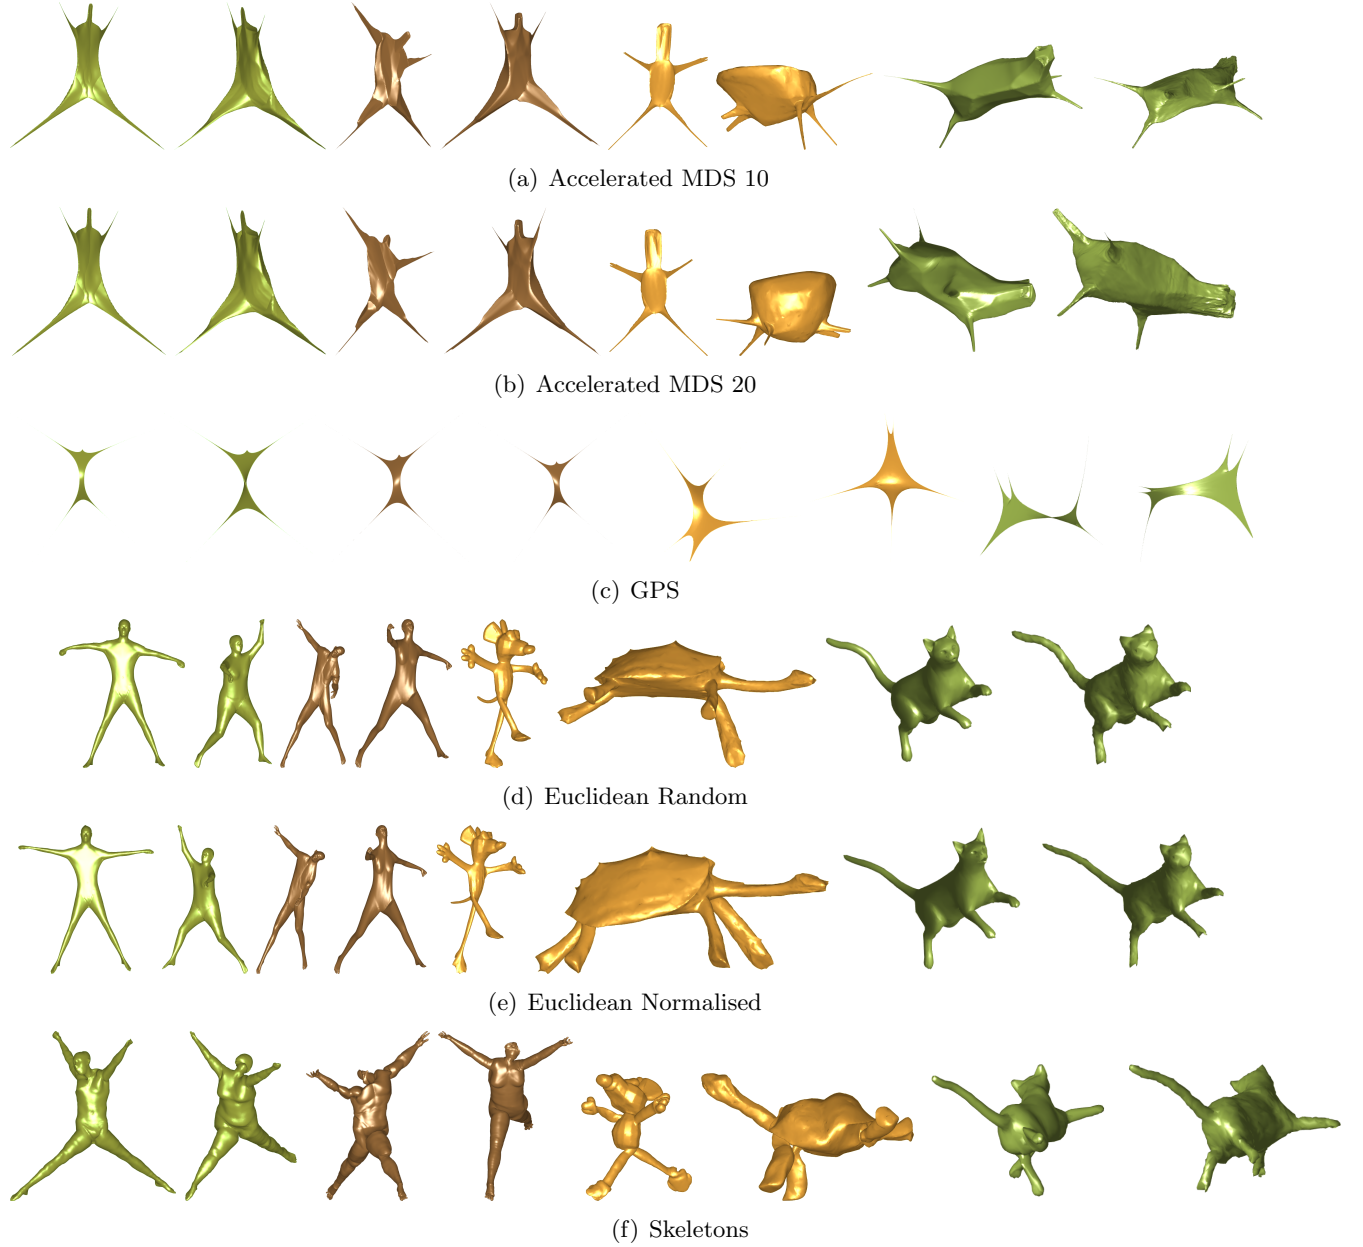 (a) Accelerated MDS 10
(b) Accelerated MDS 20
(c) GPS
(d) Euclidean Random
(e) Euclidean Normalised
(f) Skeletons